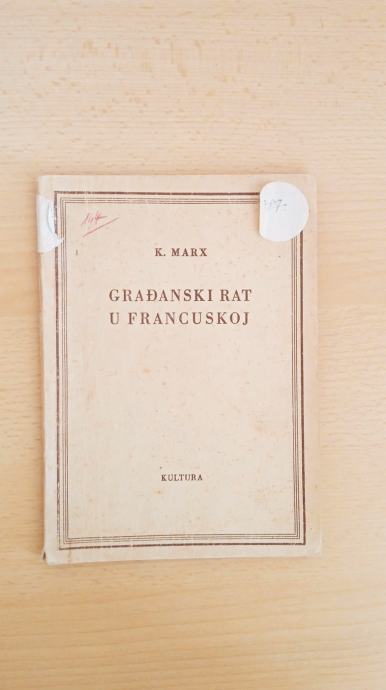 K. MARX
GRAĐANSKI RAT
U FRANCUSKOJ
KULTURA